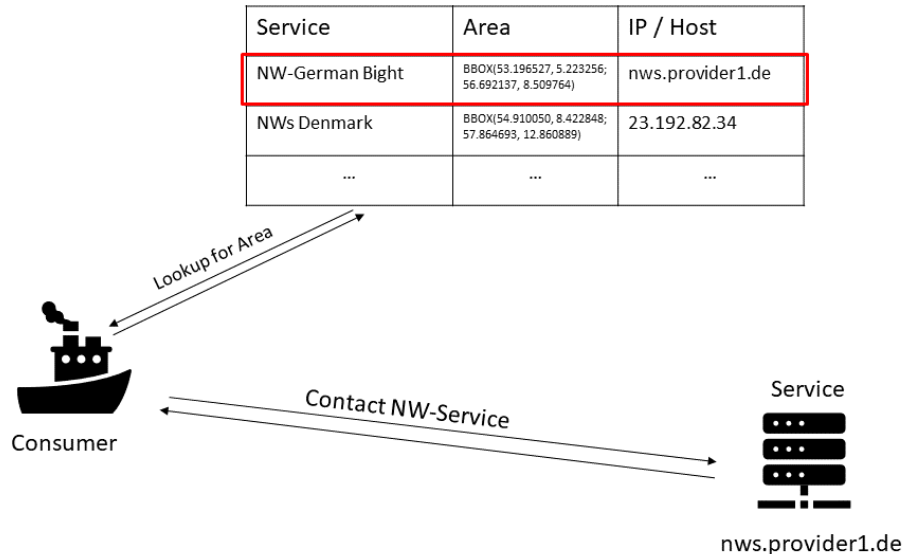 Service Area IP / Host
NW-German Bight BBOX(53.196527, 5.223256; nws.provider1.de
56.692137, 8.509764)
NWs Denmark BBOX(54.910050, 8.422848; 23.192.82.34
57.864693, 12.860889)
... ... ...
Lookup for Area
Contact NW-Service
Service
Consumer
nws.provider1.de